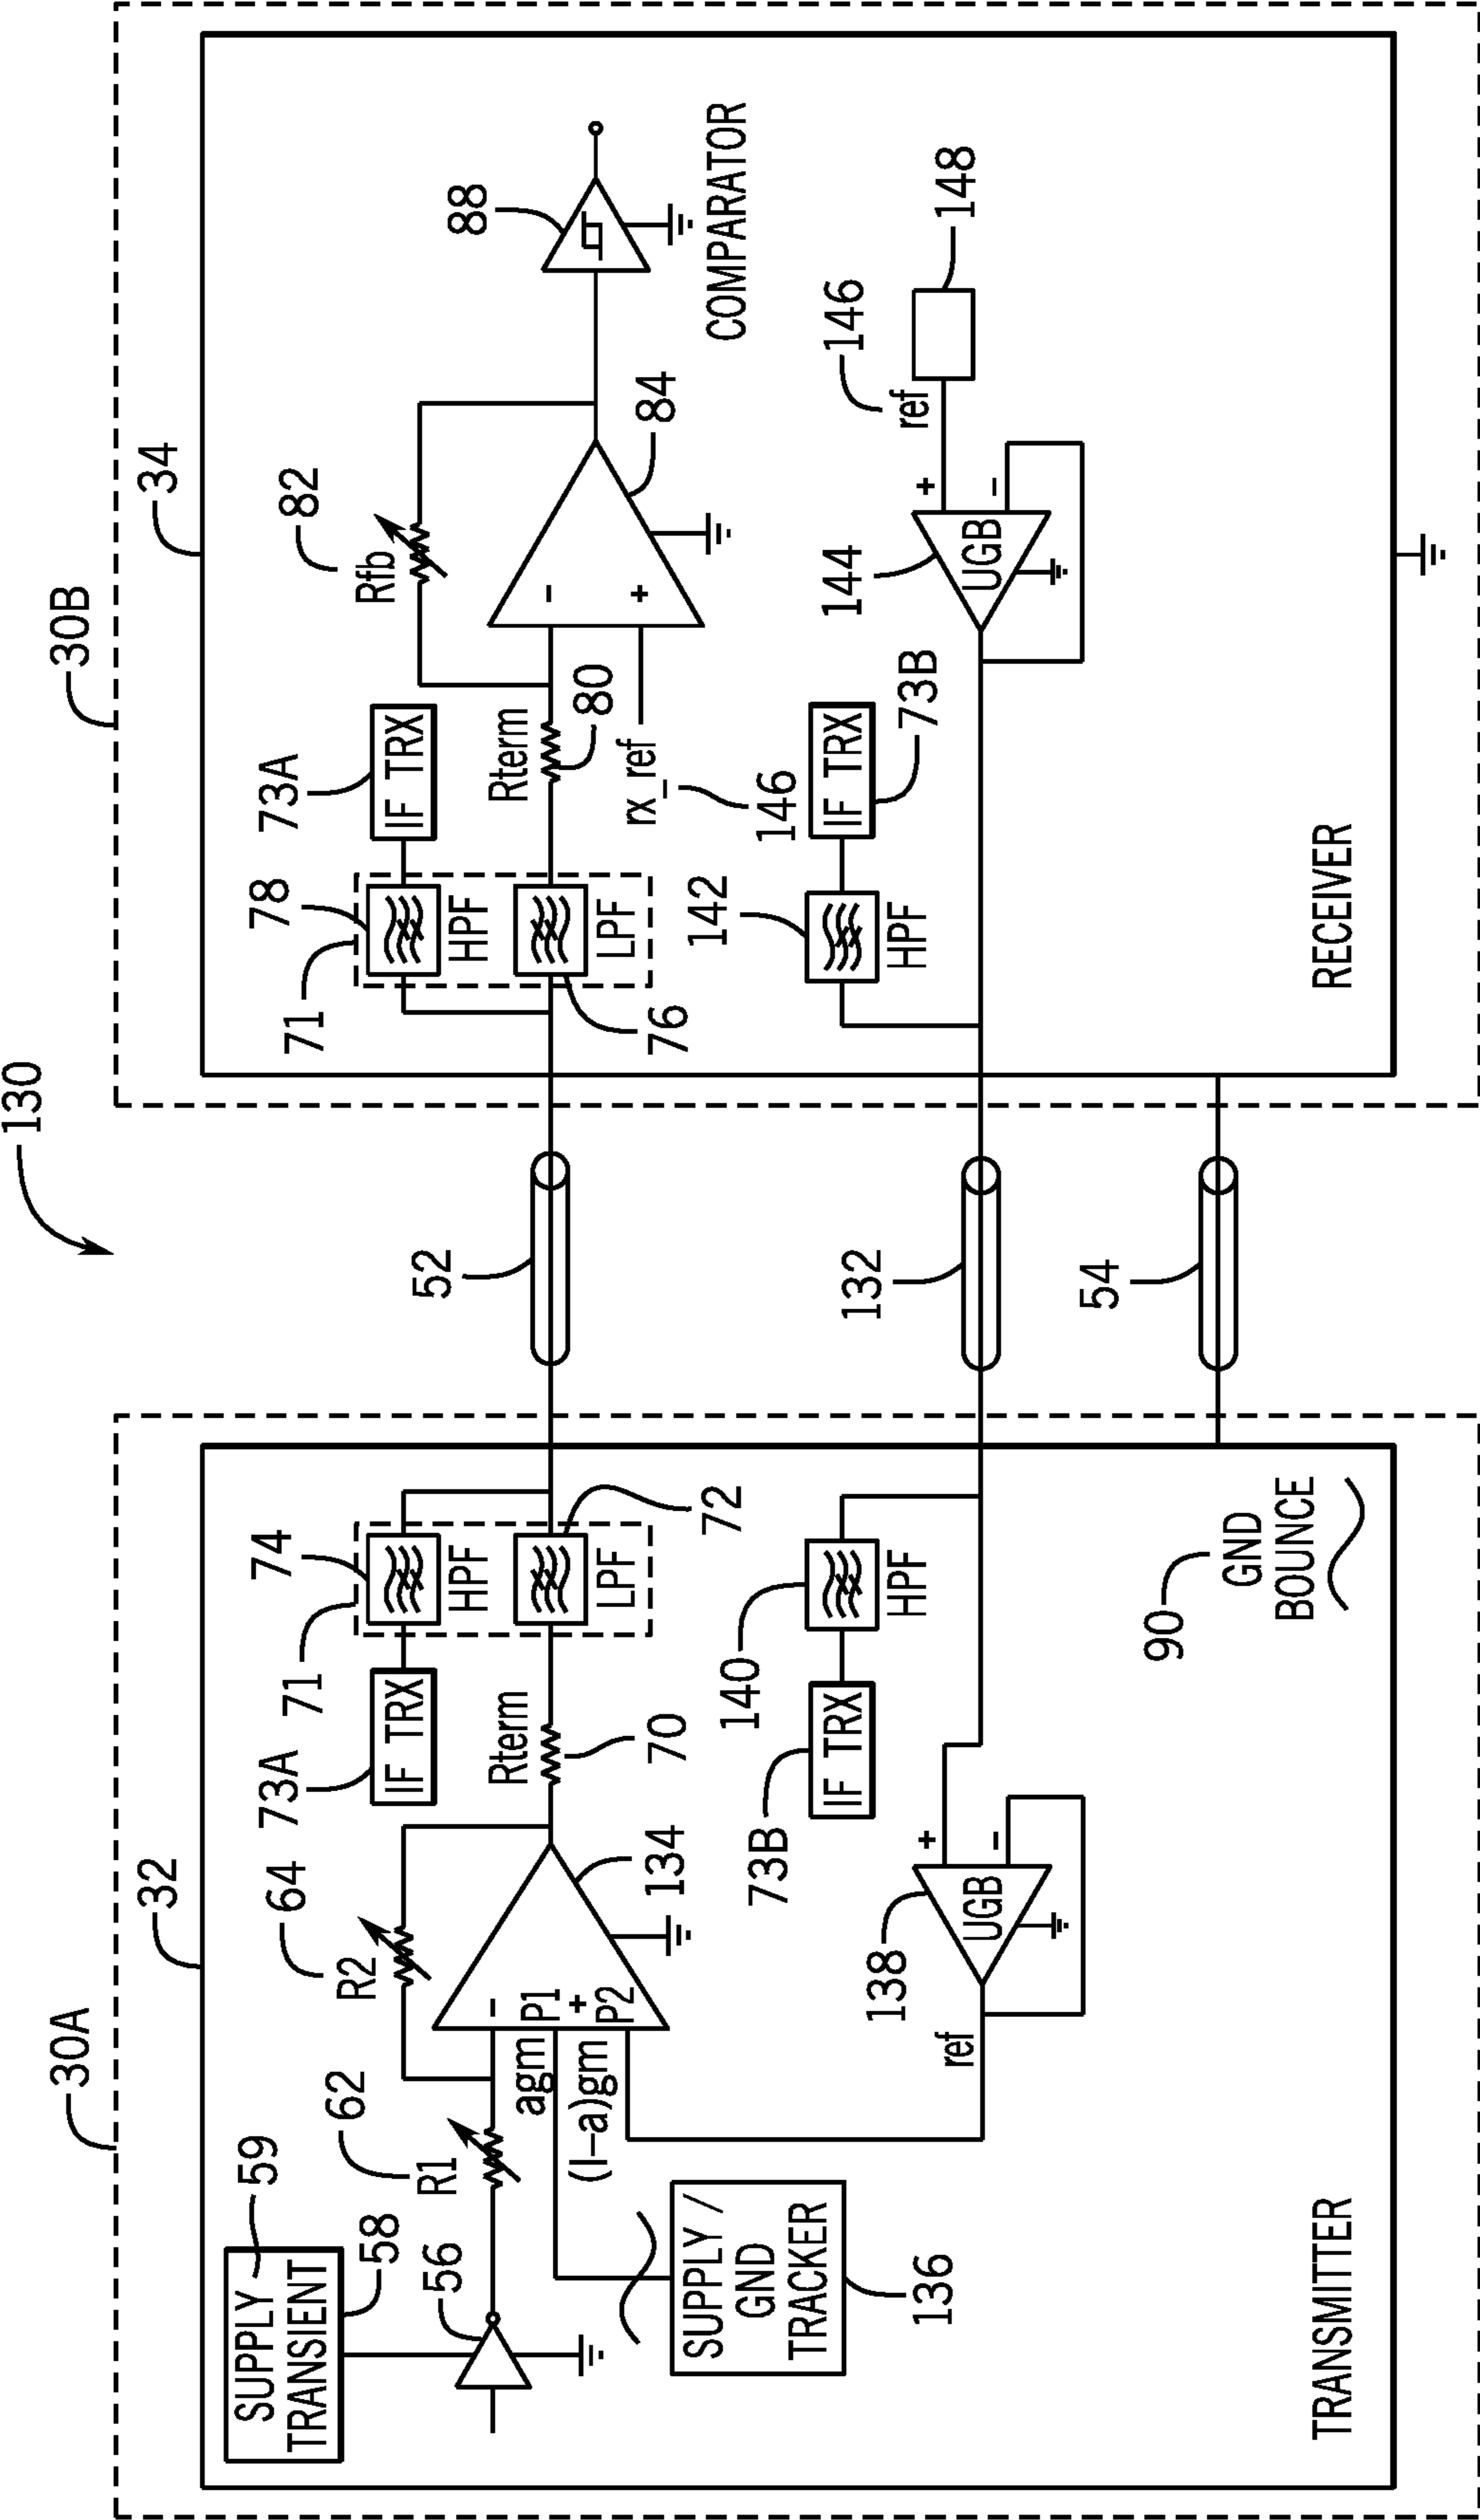 130
30A
32
SUPPLY
TRANSIENT
59
58
56
R1
62
R2
64
agm
(l–a)gm
–
P1
+
P2
134
SUPPLY /
GND
TRACKER
136
73A
IF TRX
71
74
HPF
LPF
72
Rterm
70
73B
IF TRX
140
HPF
ref
138
UGB
+
–
90
GND
BOUNCE
TRANSMITTER
52
132
54
30B
34
71
78
HPF
LPF
76
73A
IF TRX
Rterm
80
rx_ref
146
Rfb
82
–
+
84
88
COMPARATOR
142
HPF
IF TRX
73B
144
UGB
+
–
ref
146
148
RECEIVER